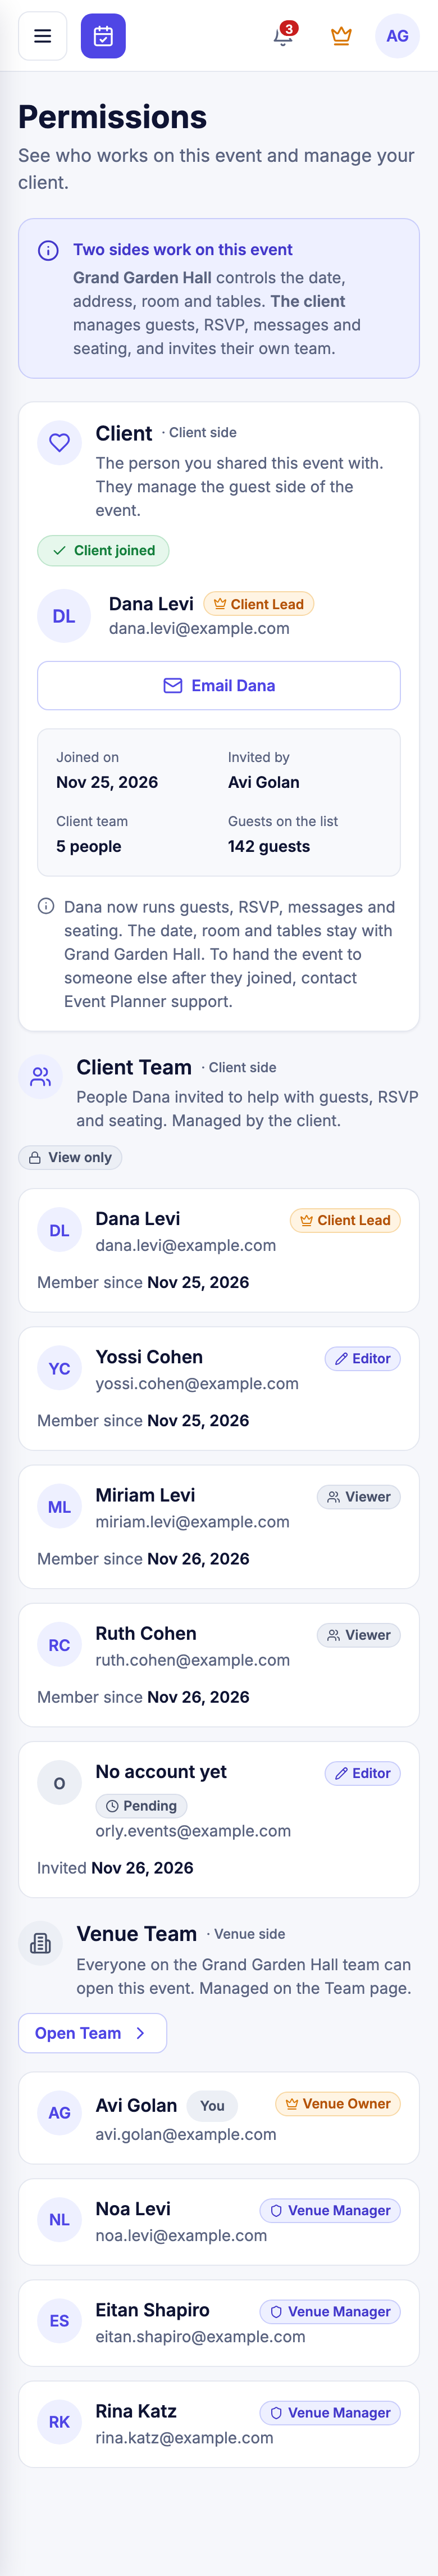 3
AG
Permissions
See who works on this event and manage your
client.
Two sides work on this event
Grand Garden Hall controls the date,
address, room and tables. The client
manages guests, RSVP, messages and
seating, and invites their own team.
Client · Client side
The person you shared this event with.
They manage the guest side of the
event.
Client joined
DL
Dana Levi Client Lead
dana.levi@example.com
Email Dana
Joined on Invited by
Nov 25, 2026 Avi Golan
Client team Guests on the list
5 people 142 guests
Dana now runs guests, RSVP, messages and
seating. The date, room and tables stay with
Grand Garden Hall. To hand the event to
someone else after they joined, contact
Event Planner support.
Client Team · Client side
People Dana invited to help with guests, RSVP
and seating. Managed by the client.
View only
DL
Dana Levi Client Lead
dana.levi@example.com
Member since Nov 25, 2026
YC
Yossi Cohen Editor
yossi.cohen@example.com
Member since Nov 25, 2026
ML
Miriam Levi Viewer
miriam.levi@example.com
Member since Nov 26, 2026
RC
Ruth Cohen Viewer
ruth.cohen@example.com
Member since Nov 26, 2026
O
No account yet Editor
Pending
orly.events@example.com
Invited Nov 26, 2026
Venue Team · Venue side
Everyone on the Grand Garden Hall team can
open this event. Managed on the Team page.
Open Team
AG
Avi Golan You Venue Owner
avi.golan@example.com
NL
Noa Levi Venue Manager
noa.levi@example.com
ES
Eitan Shapiro Venue Manager
eitan.shapiro@example.com
RK
Rina Katz Venue Manager
rina.katz@example.com